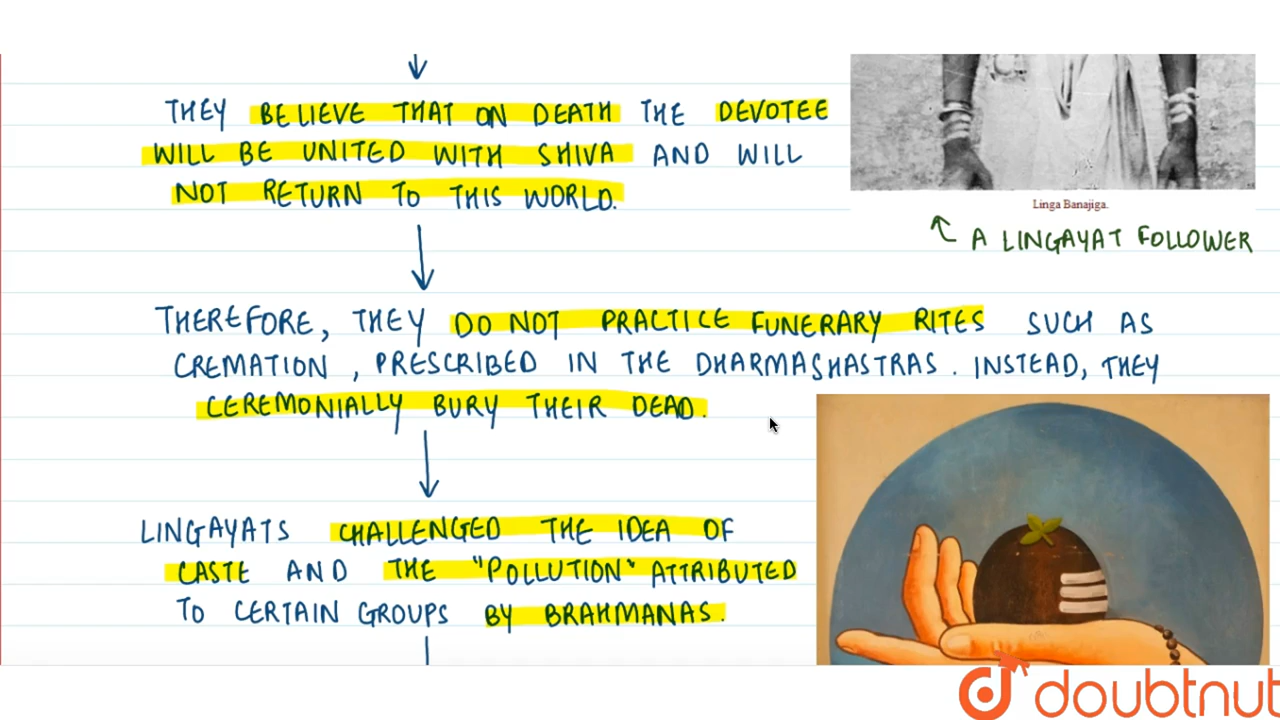 THEY BELIEVE THAT ON DEATH THE DEVOTEE
WILL BE UNITED WITH SHIVA AND WILL
NOT RETURN TO THIS WORLD.
Linga Banajiga.
A LINGAYAT FOLLOWER
THEREFORE, THEY DO NOT PRACTICE FUNERARY RITES SUCH AS
CREMATION, PRESCRIBED IN THE DHARMASHASTRAS. INSTEAD, THEY
CEREMONIALLY BURY THEIR DEAD.
LINGAYATS CHALLENGED THE IDEA OF
CASTE AND THE "POLLUTION" ATTRIBUTED
TO CERTAIN GROUPS BY BRAHMANAS.
doubtnut